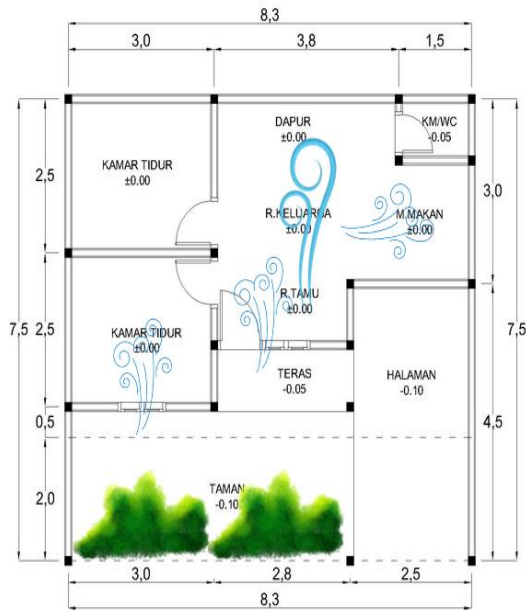 8,3
3,0
3,8
1,5
DAPUR
±0.00
KM/WC
-0.05
KAMAR TIDUR
±0.00
2,5
3,0
R.KELUARGA
±0.00
M.MAKAN
±0.00
7,5
2,5
7,5
R.TAMU
±0.00
KAMAR TIDUR
±0.00
TERAS
-0.05
HALAMAN
-0.10
0,5
4,5
2,0
TAMAN
-0.10
3,0
2,8
2,5
8,3